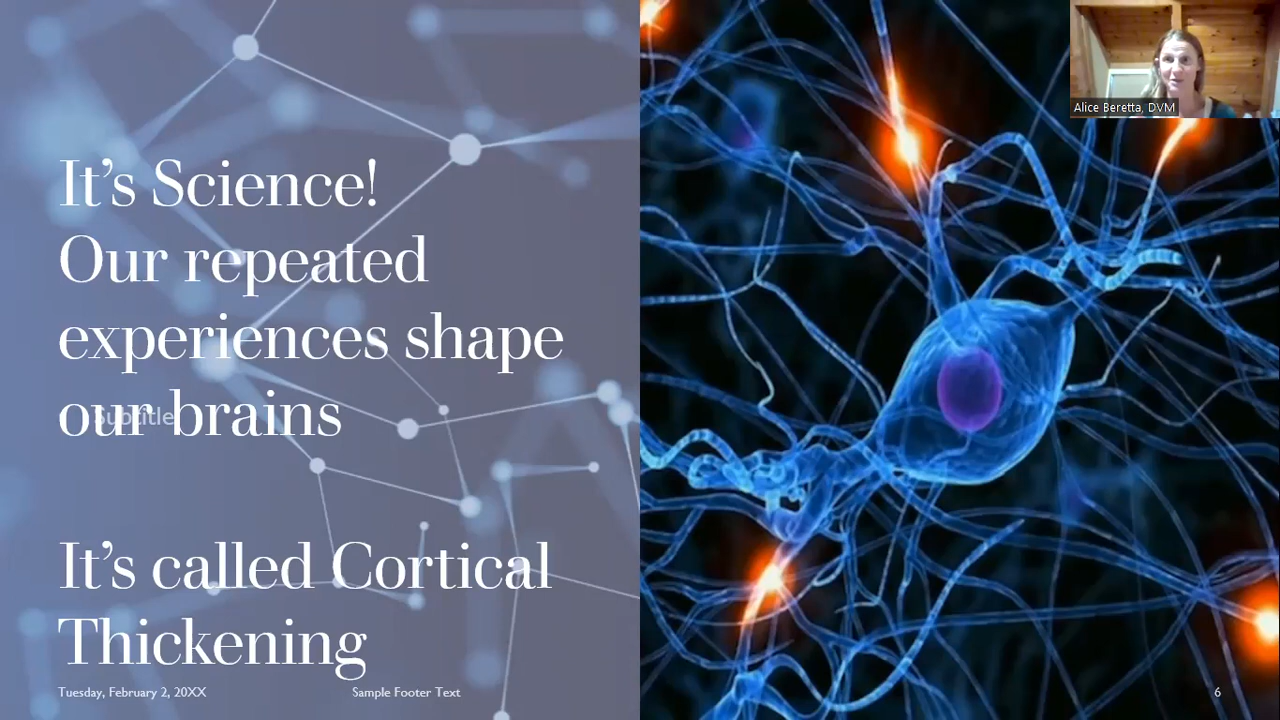 Alice Beretta, DVM
It's Science!
Our repeated
experiences shape
our brains
Subtitle
It's called Cortical
Thickening
Tuesday, February 2, 20XX
Sample Footer Text
6